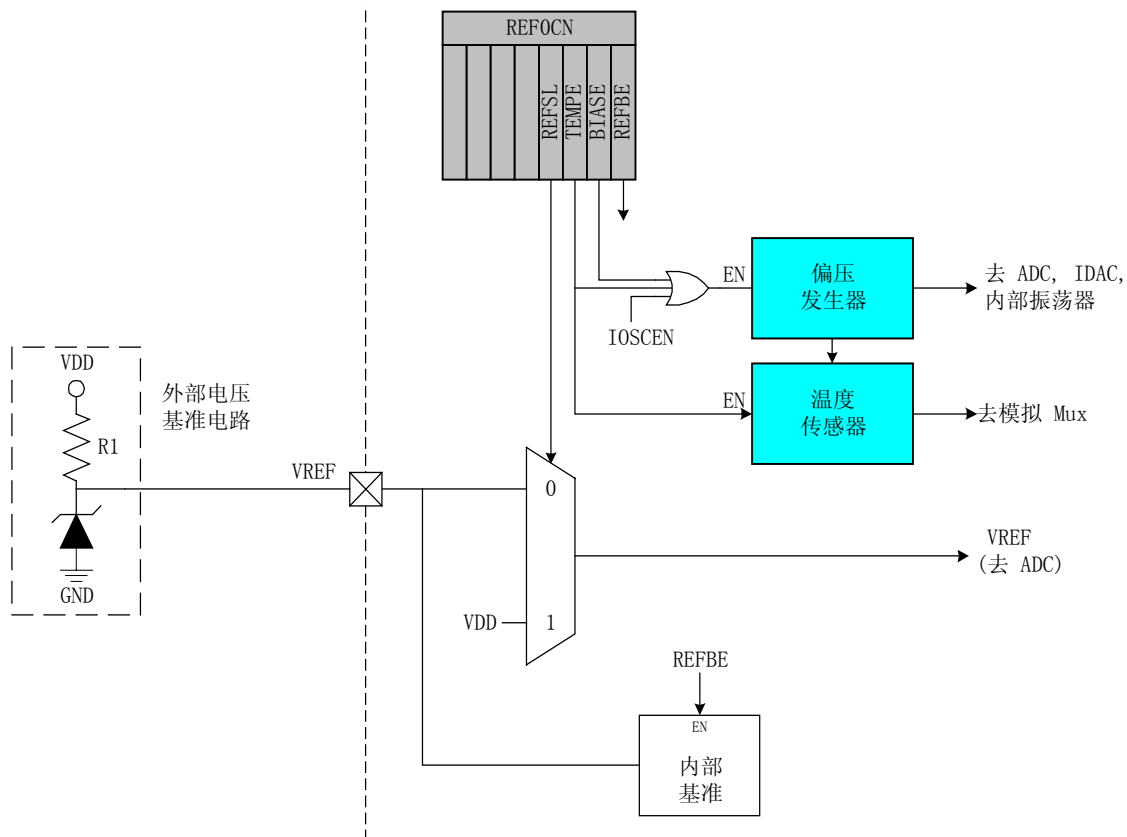 REF0CN
REFSL
TEMPE
BIASE
REFBE
EN
偏压
发生器
去 ADC, IDAC,
内部振荡器
IOSCEN
VDD
外部电压
基准电路
R1
EN
温度
传感器
去模拟 Mux
VREF
0
GND
VREF
(去 ADC)
VDD
1
REFBE
EN
内部
基准